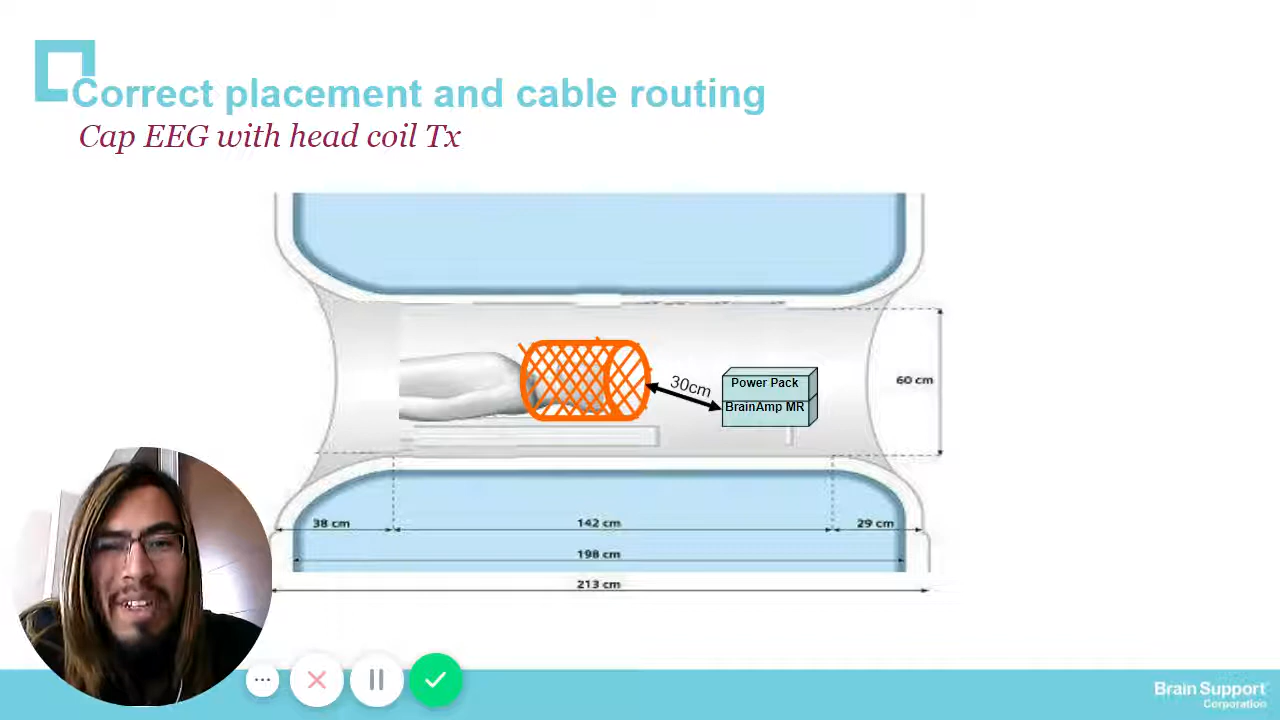 Correct placement and cable routing
Cap EEG with head coil Tx
30cm
Power Pack
BrainAmp MR
60 cm
38 cm
142 cm
29 cm
198 cm
213 cm
Brain Support
Corporation